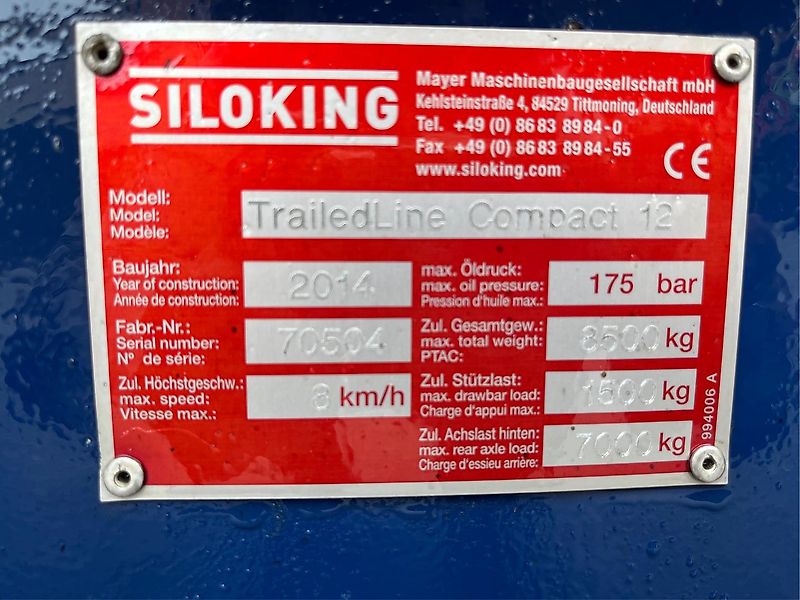 SILOKING
Mayer Maschinenbaugesellschaft mbH
Kehlsteinstraße 4, 84529 Tittmoning, Deutschland
Tel. +49 (0) 86 83 89 84-0
Fax +49 (0) 86 83 89 84-55
www.siloking.com
CE
Modell:
Model:
Modèle:
TrailedLine Compact 12
Baujahr:
Year of construction:
Année de construction:
2014
max. Öldruck:
max. oil pressure:
Pression d'huile max.:
175 bar
Fabr.-Nr.:
Serial number:
N° de série:
70504
Zul. Gesamtgew.:
max. total weight:
PTAC:
8500 kg
Zul. Höchstgeschw.:
max. speed:
Vitesse max.:
8 km/h
Zul. Stützlast:
max. drawbar load:
Charge d'appui max.:
1500 kg
Zul. Achslast hinten:
max. rear axle load:
Charge d'essieu arrière:
7000 kg
994006 A